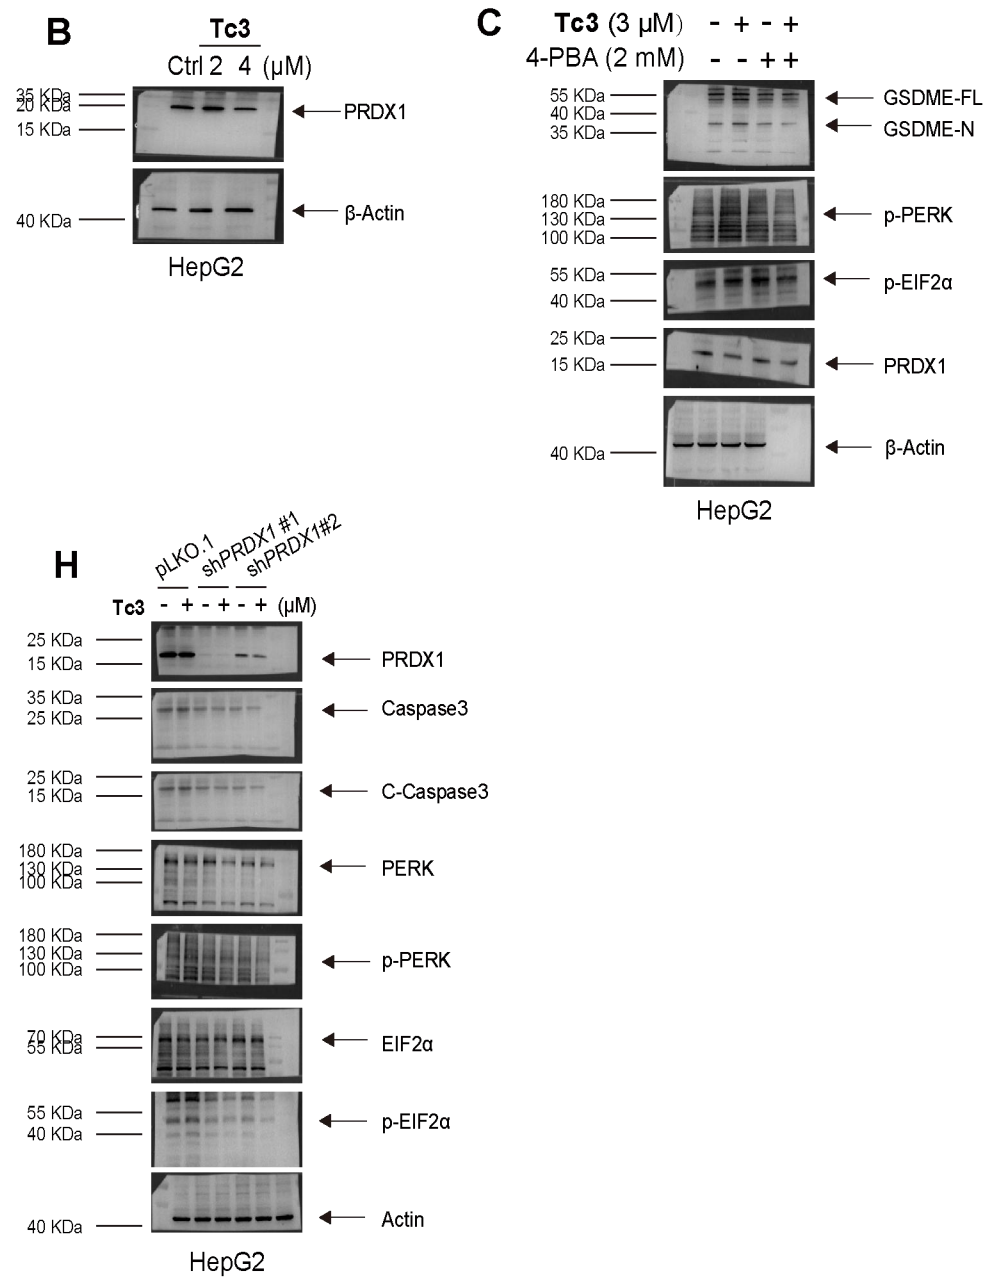 B
Tc3
Ctrl 2 4 (μM)
35 KDa
20 KDa
15 KDa
PRDX1
40 KDa
β-Actin
HepG2
C
Tc3 (3 μM) - + - +
4-PBA (2 mM) - - + +
55 KDa
40 KDa
35 KDa
GSDME-FL
GSDME-N
180 KDa
130 KDa
100 KDa
p-PERK
55 KDa
40 KDa
p-EIF2α
25 KDa
15 KDa
PRDX1
40 KDa
β-Actin
HepG2
H
pLKO.1
shPRDX1 #1
shPRDX1#2
Tc3 - + - + - + (μM)
25 KDa
15 KDa
PRDX1
35 KDa
25 KDa
Caspase3
25 KDa
15 KDa
C-Caspase3
180 KDa
130 KDa
100 KDa
PERK
180 KDa
130 KDa
100 KDa
p-PERK
70 KDa
55 KDa
EIF2α
55 KDa
40 KDa
p-EIF2α
40 KDa
Actin
HepG2